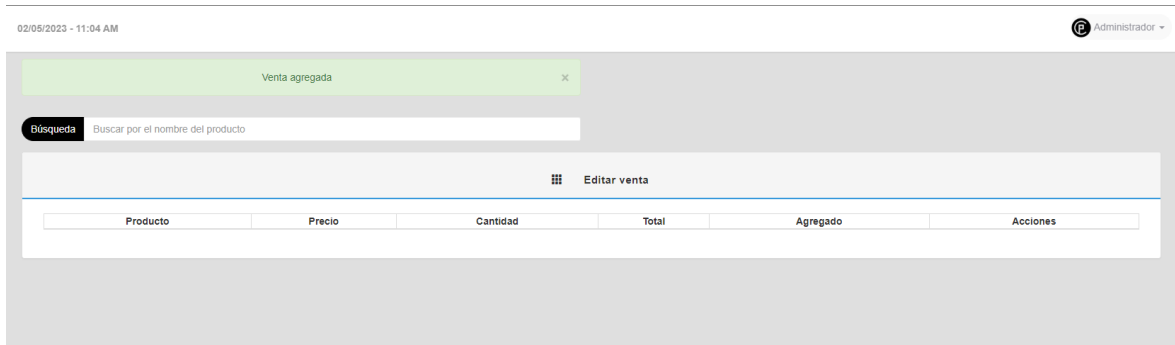 02/05/2023 - 11:04 AM
Administrador
Venta agregada ×
Búsqueda Buscar por el nombre del producto
Editar venta
Producto Precio Cantidad Total Agregado Acciones